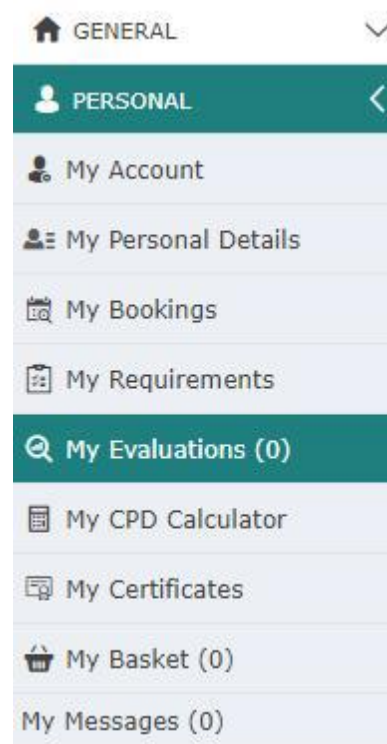 GENERAL
PERSONAL
My Account
My Personal Details
My Bookings
My Requirements
My Evaluations (0)
My CPD Calculator
My Certificates
My Basket (0)
My Messages (0)